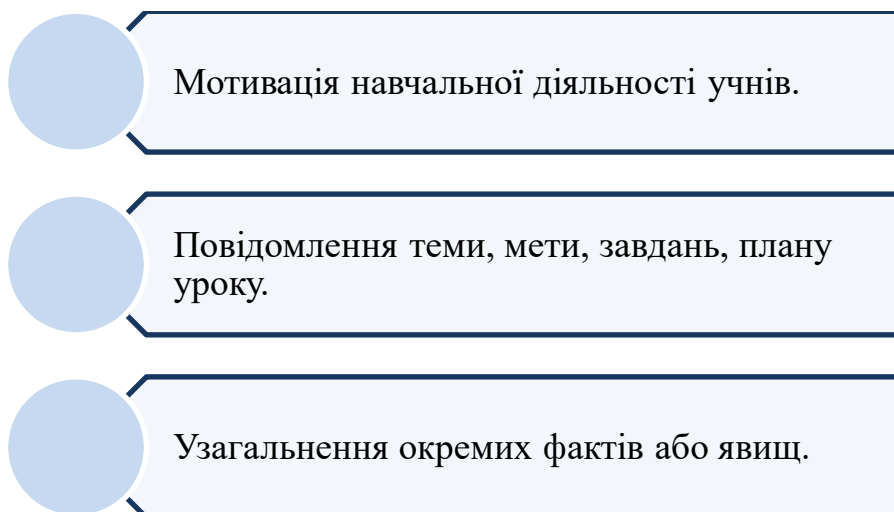 Мотивація навчальної діяльності учнів.
Повідомлення теми, мети, завдань, плану
уроку.
Узагальнення окремих фактів або явищ.